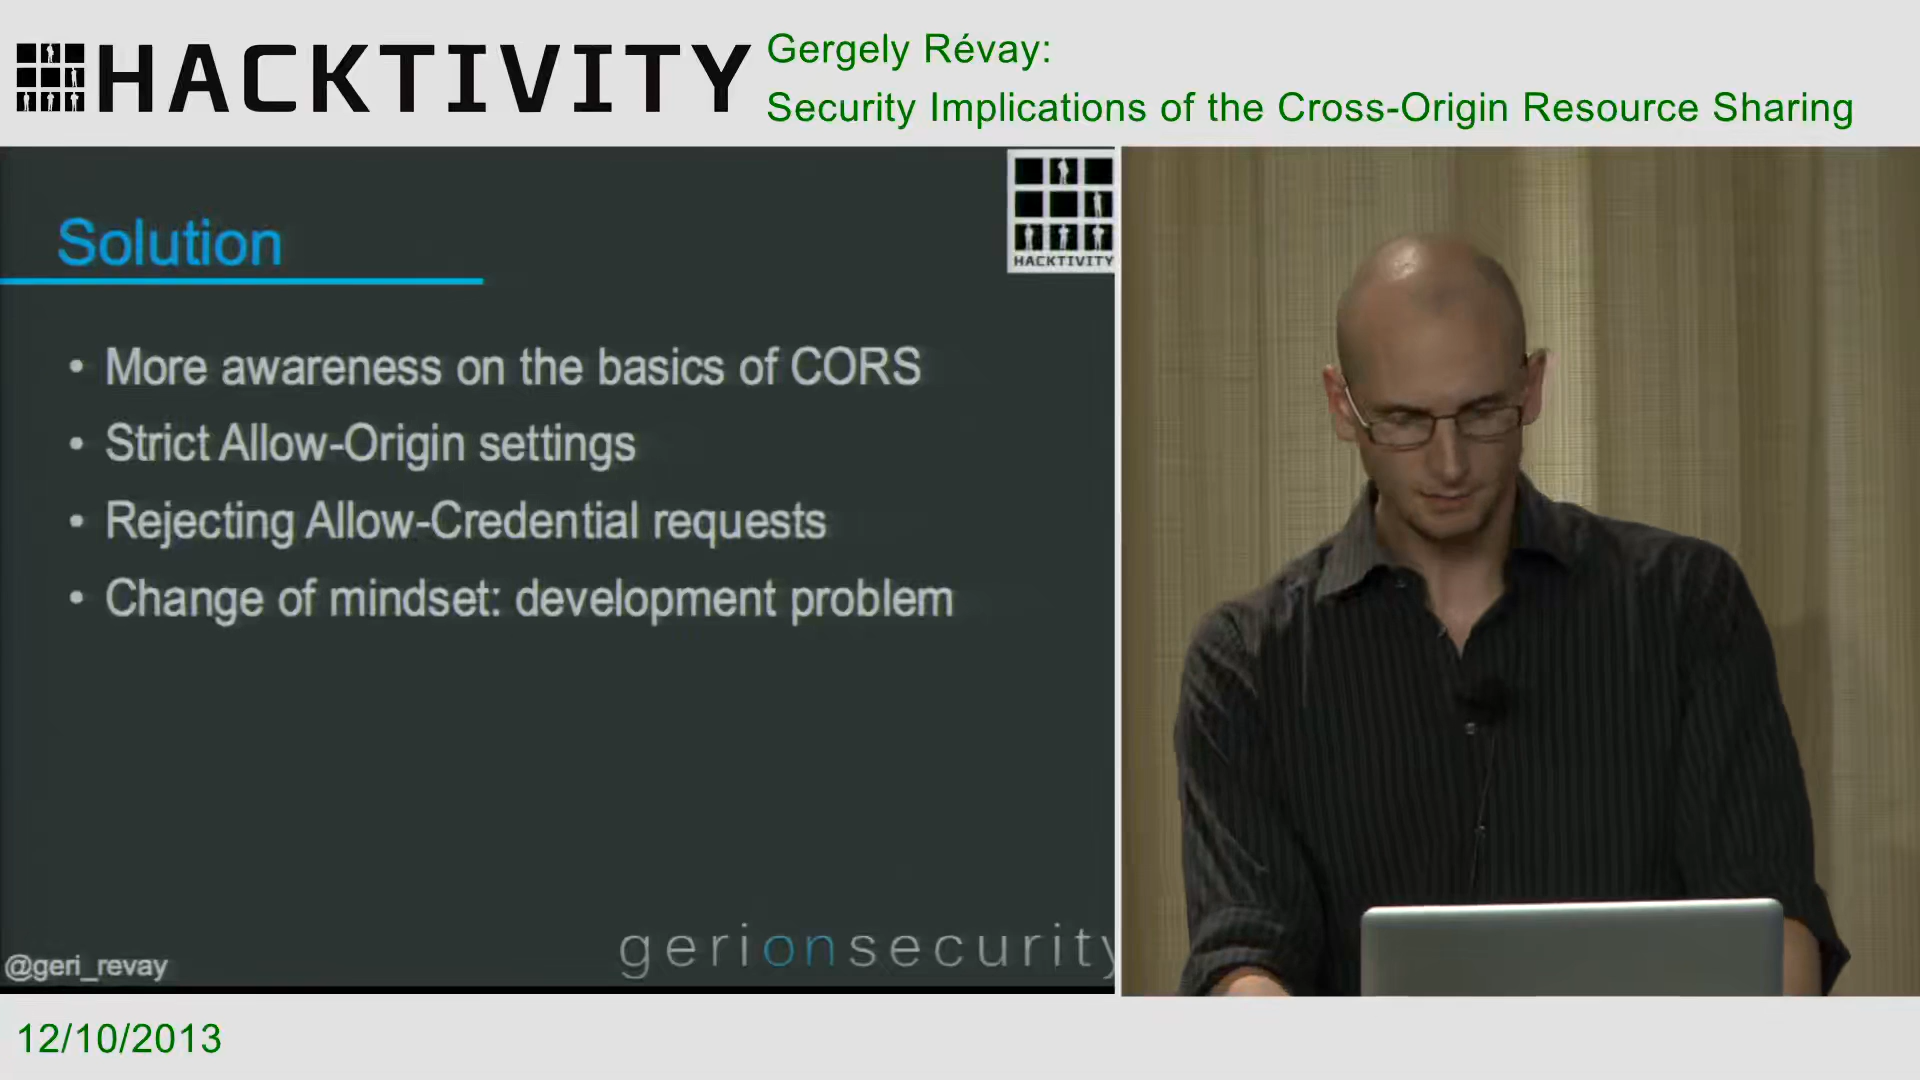 HACKTIVITY
Gergely Révay:
Security Implications of the Cross-Origin Resource Sharing
HACKTIVITY
Solution
• More awareness on the basics of CORS
• Strict Allow-Origin settings
• Rejecting Allow-Credential requests
• Change of mindset: development problem
gerionsecurity
@geri_revay
12/10/2013